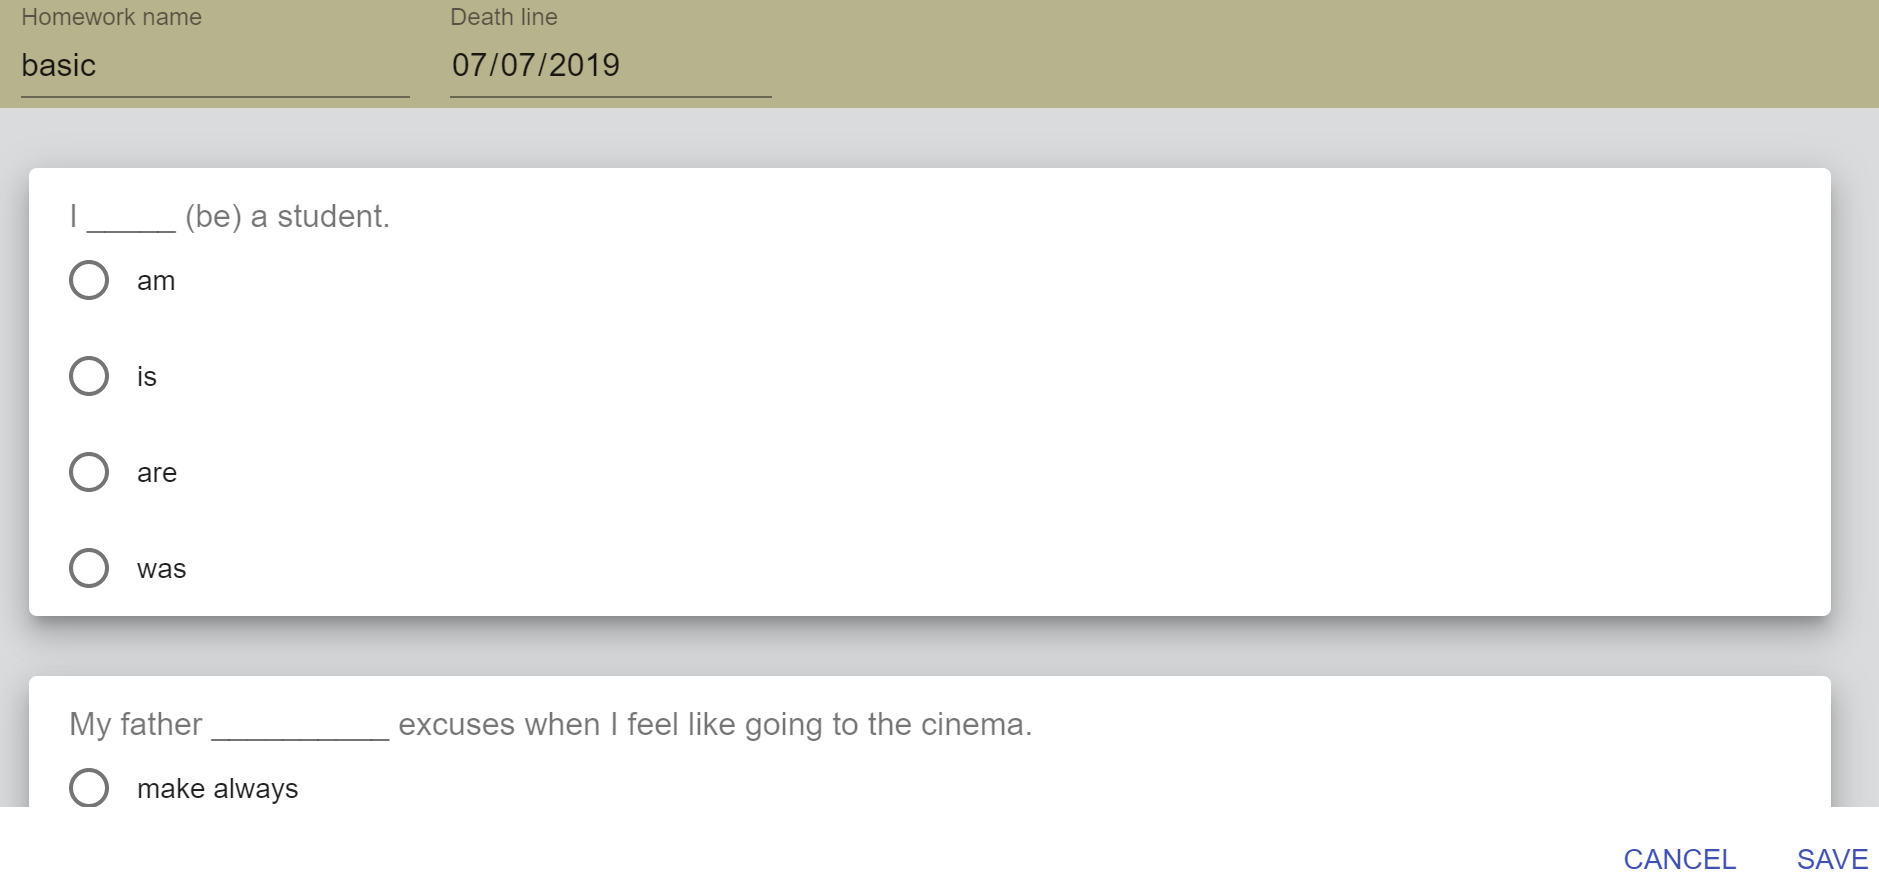 Homework name
Death line
basic
07/07/2019
I _____ (be) a student.
am
is
are
was
My father __________ excuses when I feel like going to the cinema.
make always
CANCEL
SAVE